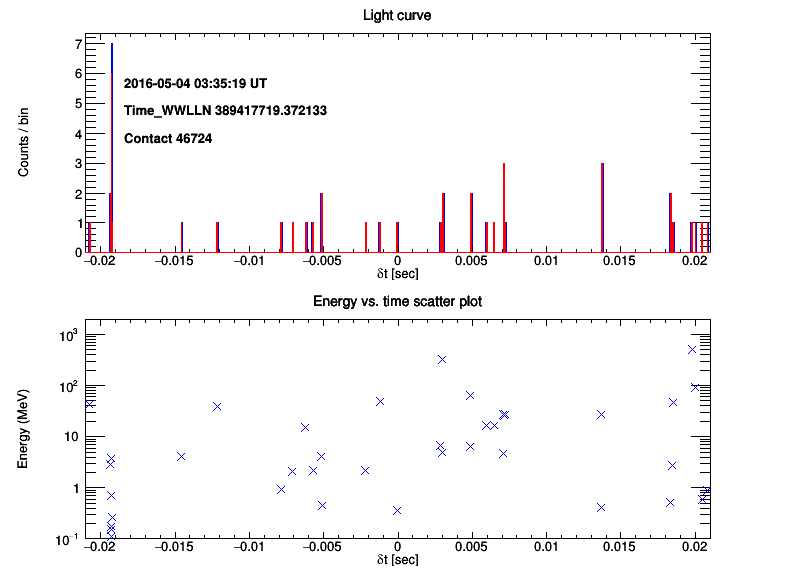 Light curve
Counts / bin
7
6
5
4
3
2
1
0
2016-05-04 03:35:19 UT
Time_WWLLN 389417719.372133
Contact 46724
−0.02 −0.015 −0.01 −0.005 0 0.005 0.01 0.015 0.02
δt [sec]
Energy vs. time scatter plot
Energy (MeV)
10³
10²
10
1
10⁻¹
−0.02 −0.015 −0.01 −0.005 0 0.005 0.01 0.015 0.02
δt [sec]